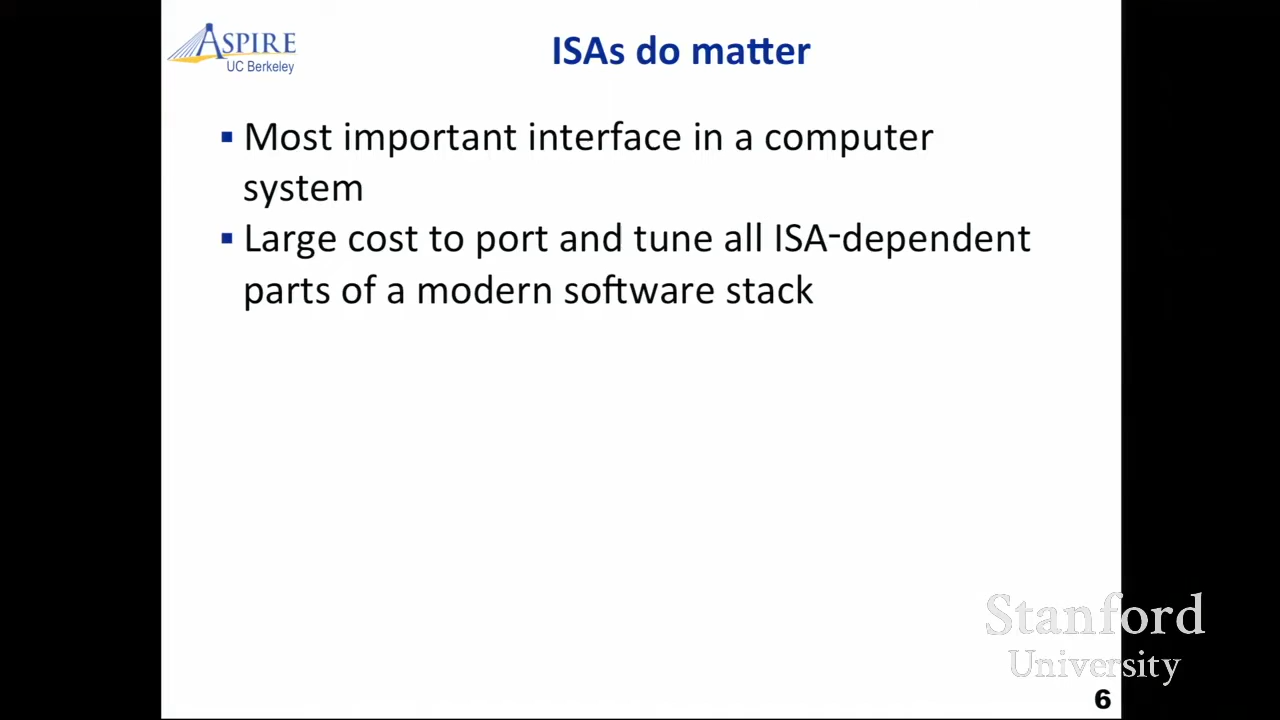 ASPIRE
UC Berkeley
ISAs do matter
▪ Most important interface in a computer
system
▪ Large cost to port and tune all ISA-dependent
parts of a modern software stack
Stanford
University
6